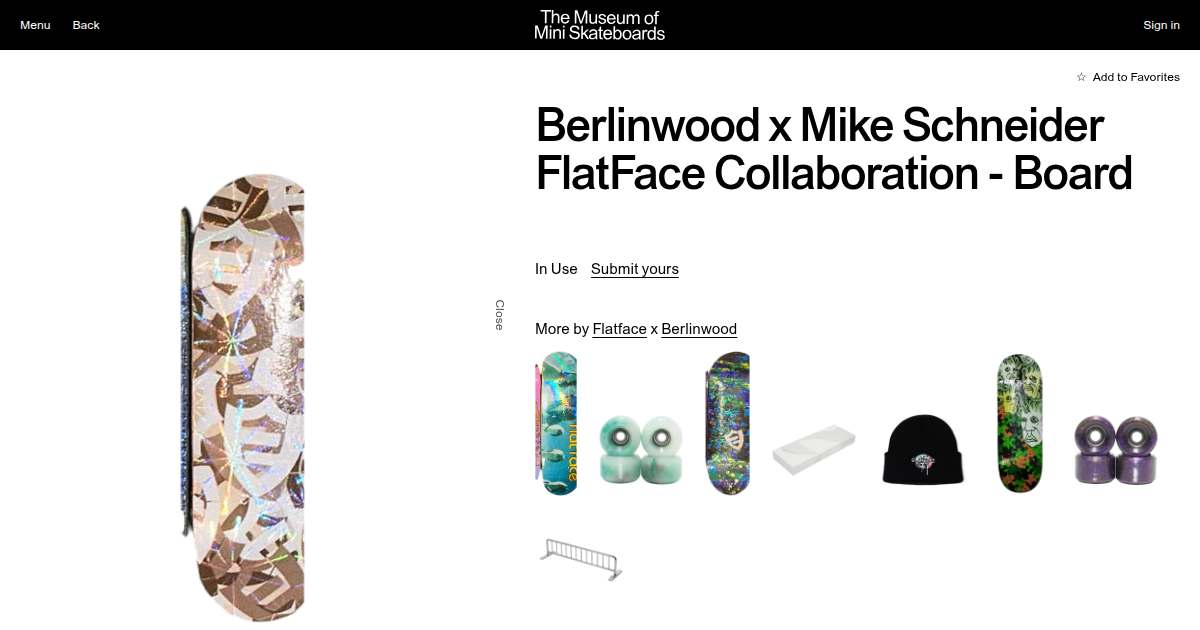 Menu
Back
The Museum of
Mini Skateboards
Sign in
☆ Add to Favorites
Berlinwood x Mike Schneider
FlatFace Collaboration - Board
In Use
Submit yours
Close
More by Flatface x Berlinwood
flatface